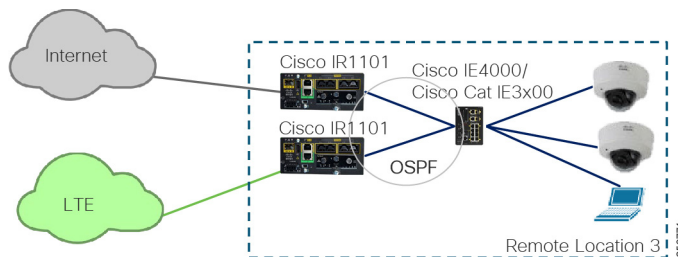 Internet
Cisco IR1101
Cisco IE4000/
Cisco Cat IE3x00
Cisco IR1101
OSPF
LTE
Remote Location 3